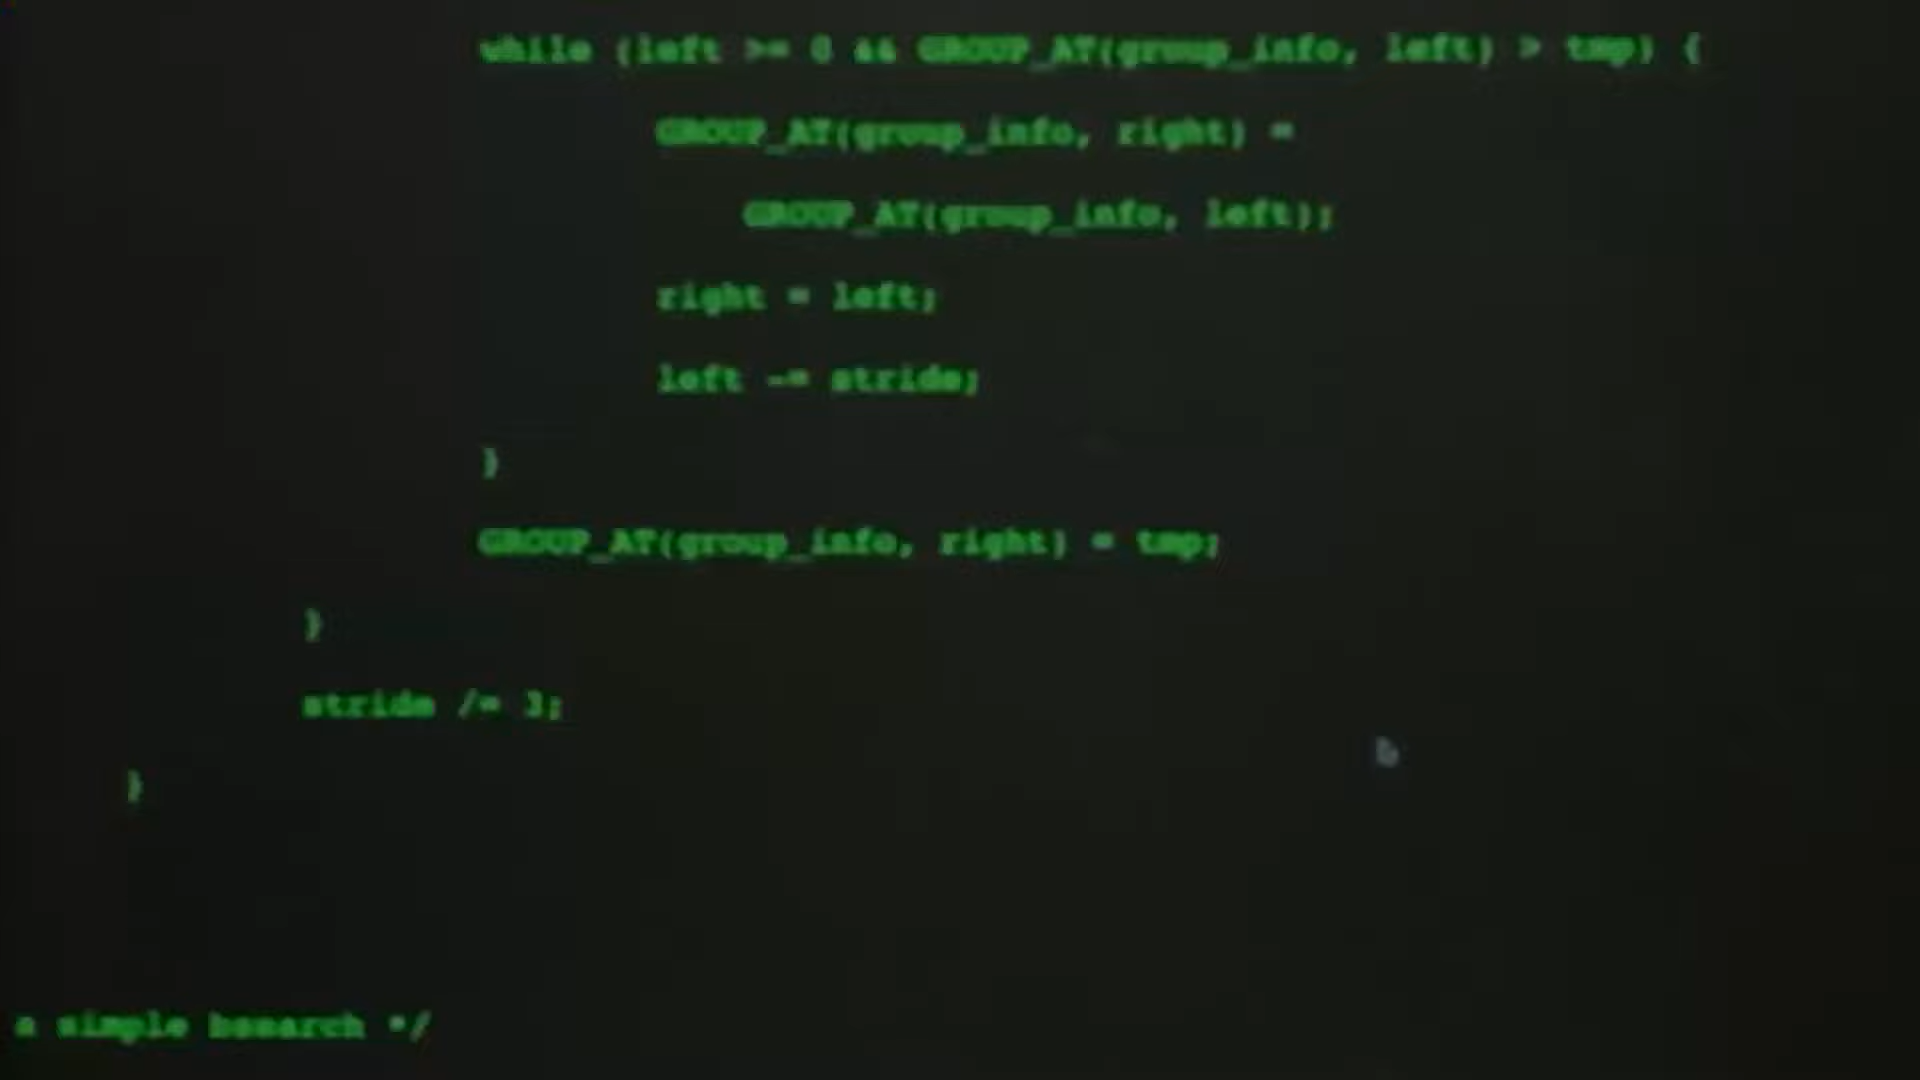 while (left >= 0 && GROUP_AT(group_info, left) > tmp) {
GROUP_AT(group_info, right) =
GROUP_AT(group_info, left);
right = left;
left -= stride;
}
GROUP_AT(group_info, right) = tmp;
}
stride /= 3;
}
a simple bsearch */